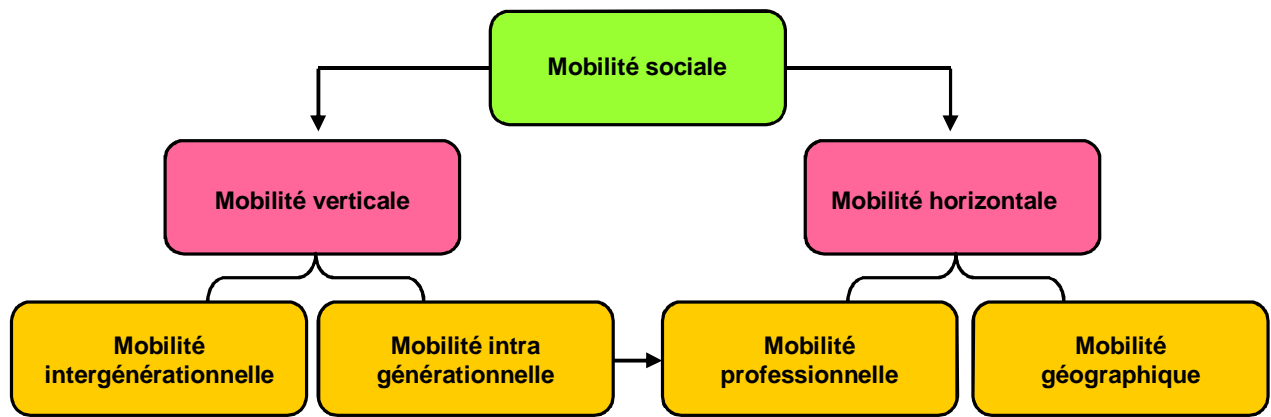 Mobilité sociale
Mobilité verticale
Mobilité horizontale
Mobilité
intergénérationnelle
Mobilité intra
générationnelle
Mobilité
professionnelle
Mobilité
géographique